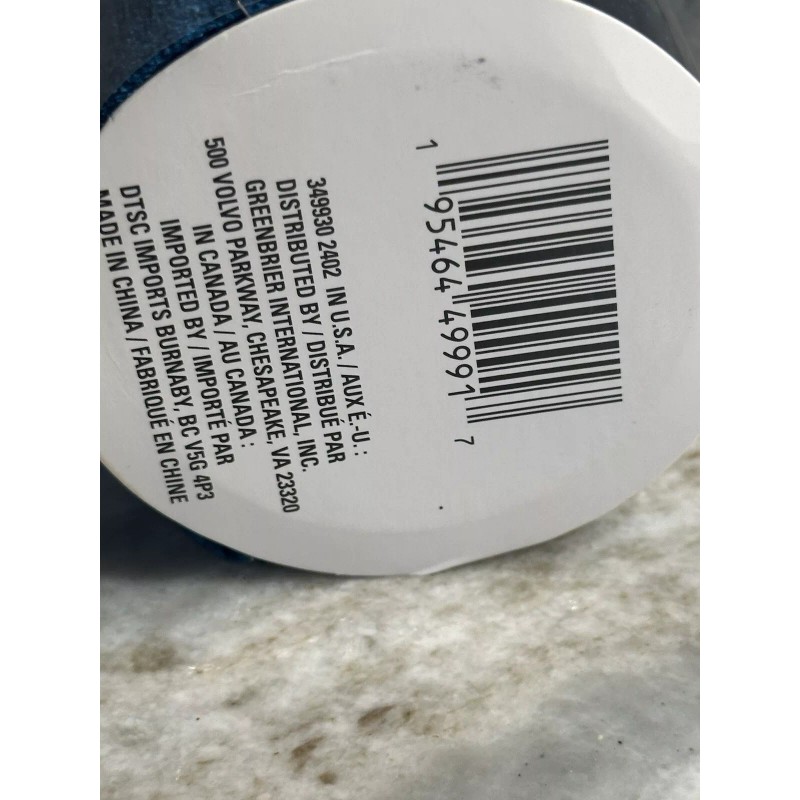 1 95464 49991 7
349930 2402 IN U.S.A. / AUX É.-U. :
DISTRIBUTED BY / DISTRIBUÉ PAR
GREENBRIER INTERNATIONAL, INC.
500 VOLVO PARKWAY, CHESAPEAKE, VA 23320
IN CANADA / AU CANADA :
IMPORTED BY / IMPORTÉ PAR
DTSC IMPORTS BURNABY, BC V5G 4P3
MADE IN CHINA / FABRIQUÉ EN CHINE